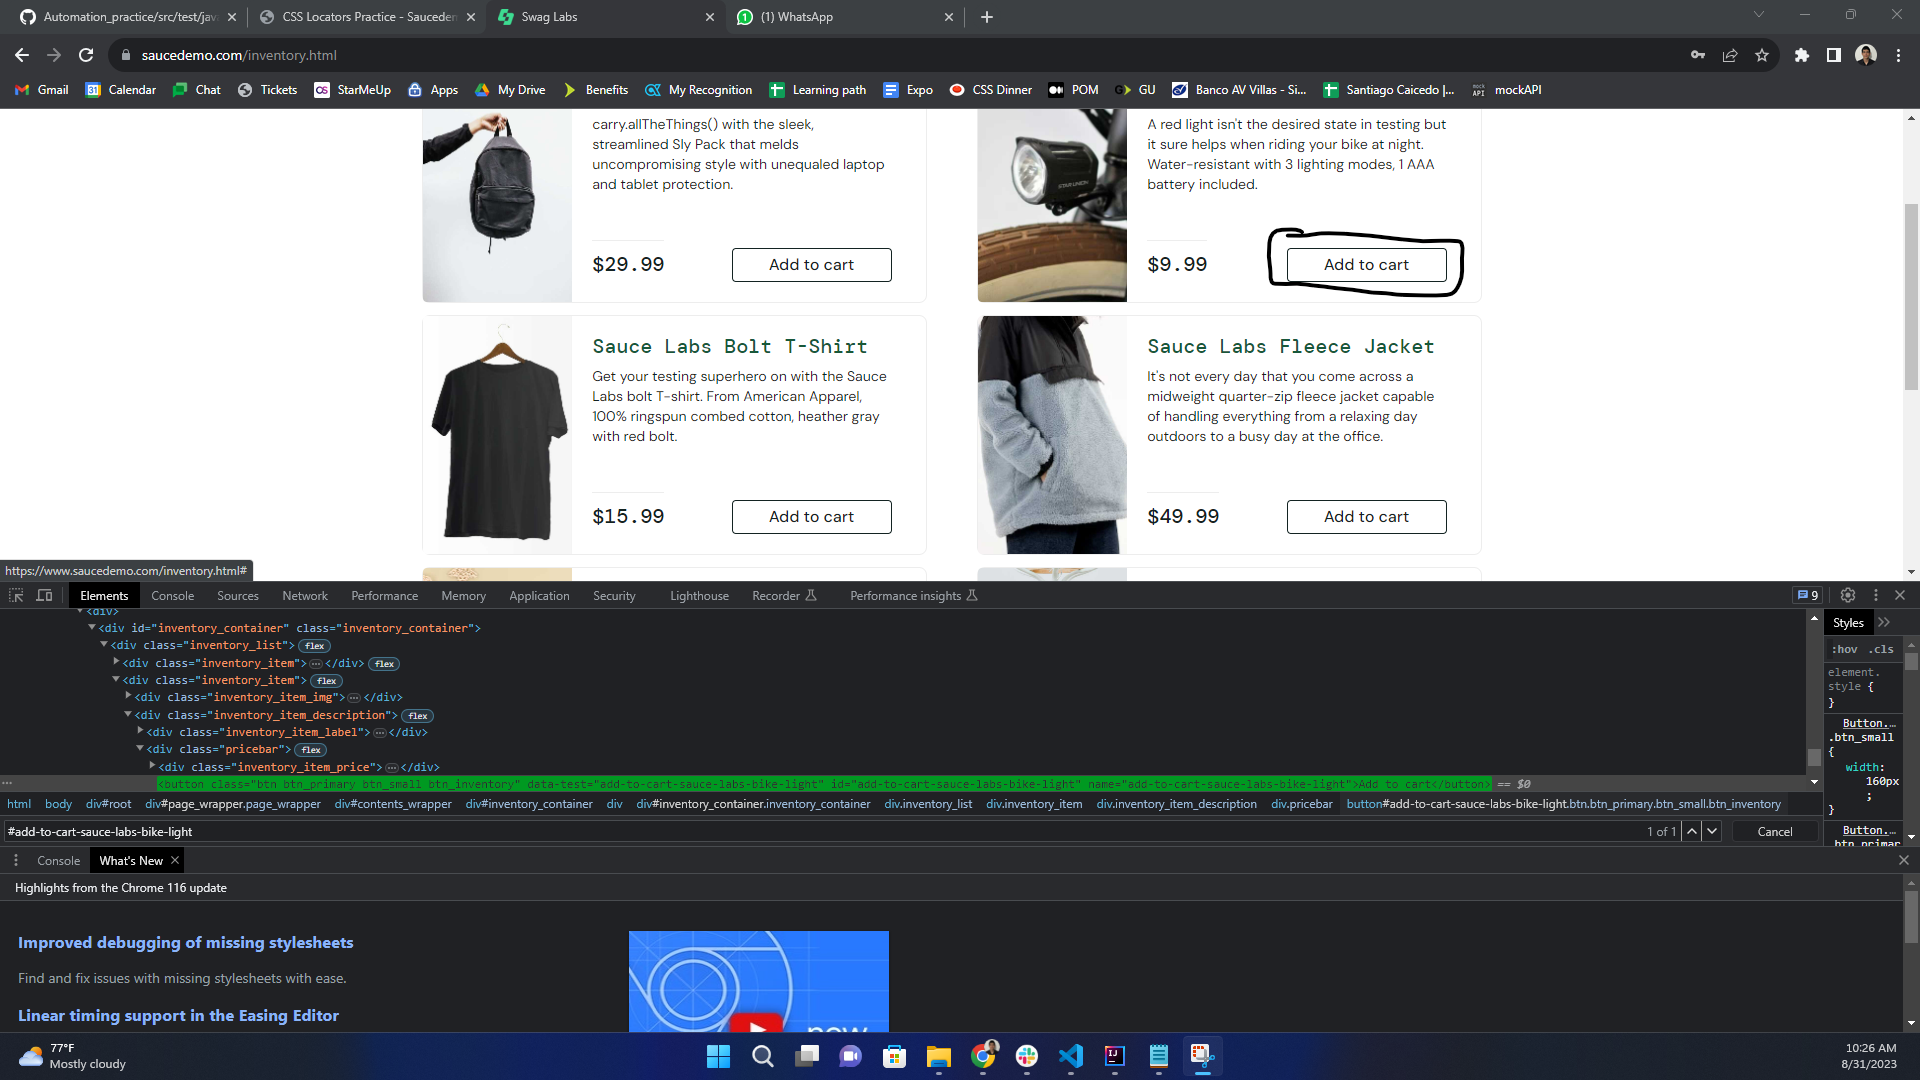 Automation_practice/src/test/java
CSS Locators Practice - Saucedem
Swag Labs
(1) WhatsApp
saucedemo.com/inventory.html
Gmail
Calendar
Chat
Tickets
StarMeUp
Apps
My Drive
Benefits
My Recognition
Learning path
Expo
CSS Dinner
POM
GU
Banco AV Villas - Si...
Santiago Caicedo |...
mockAPI
carry.allTheThings() with the sleek,
streamlined Sly Pack that melds
uncompromising style with unequaled laptop
and tablet protection.
$29.99
Add to cart
A red light isn't the desired state in testing but
it sure helps when riding your bike at night.
Water-resistant with 3 lighting modes, 1 AAA
battery included.
$9.99
Add to cart
Sauce Labs Bolt T-Shirt
Get your testing superhero on with the Sauce
Labs bolt T-shirt. From American Apparel,
100% ringspun combed cotton, heather gray
with red bolt.
$15.99
Add to cart
Sauce Labs Fleece Jacket
It's not every day that you come across a
midweight quarter-zip fleece jacket capable
of handling everything from a relaxing day
outdoors to a busy day at the office.
$49.99
Add to cart
https://www.saucedemo.com/inventory.html#
Elements
Console
Sources
Network
Performance
Memory
Application
Security
Lighthouse
Recorder
Performance insights
9
<div>
<div id="inventory_container" class="inventory_container">
<div class="inventory_list"> flex
<div class="inventory_item"> ... </div> flex
<div class="inventory_item"> flex
<div class="inventory_item_img"> ... </div>
<div class="inventory_item_description"> flex
<div class="inventory_item_label"> ... </div>
<div class="pricebar"> flex
<div class="inventory_item_price"> ... </div>
<button class="btn btn_primary btn_small btn_inventory" data-test="add-to-cart-sauce-labs-bike-light" id="add-to-cart-sauce-labs-bike-light" name="add-to-cart-sauce-labs-bike-light">Add to cart</button> == $0
html
body
div#root
div#page_wrapper.page_wrapper
div#contents_wrapper
div#inventory_container
div
div#inventory_container.inventory_container
div.inventory_list
div.inventory_item
div.inventory_item_description
div.pricebar
button#add-to-cart-sauce-labs-bike-light.btn.btn_primary.btn_small.btn_inventory
#add-to-cart-sauce-labs-bike-light
1 of 1
Cancel
Styles
:hov .cls
element.
style {
}
Button.…
.btn_small
{
width:
160px
;
}
Button.…
.btn_primar
Console
What's New
Highlights from the Chrome 116 update
Improved debugging of missing stylesheets
Find and fix issues with missing stylesheets with ease.
Linear timing support in the Easing Editor
new
77°F
Mostly cloudy
10:26 AM
8/31/2023